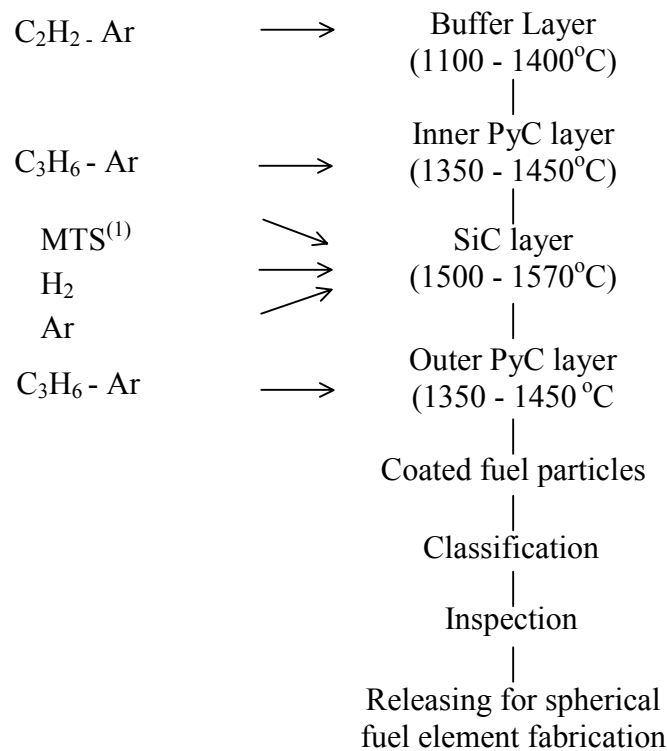 C₂H₂ - Ar
Buffer Layer
(1100 - 1400°C)
C₃H₆ - Ar
Inner PyC layer
(1350 - 1450°C)
MTS⁽¹⁾
H₂
Ar
SiC layer
(1500 - 1570°C)
C₃H₆ - Ar
Outer PyC layer
(1350 - 1450 °C
Coated fuel particles
Classification
Inspection
Releasing for spherical
fuel element fabrication